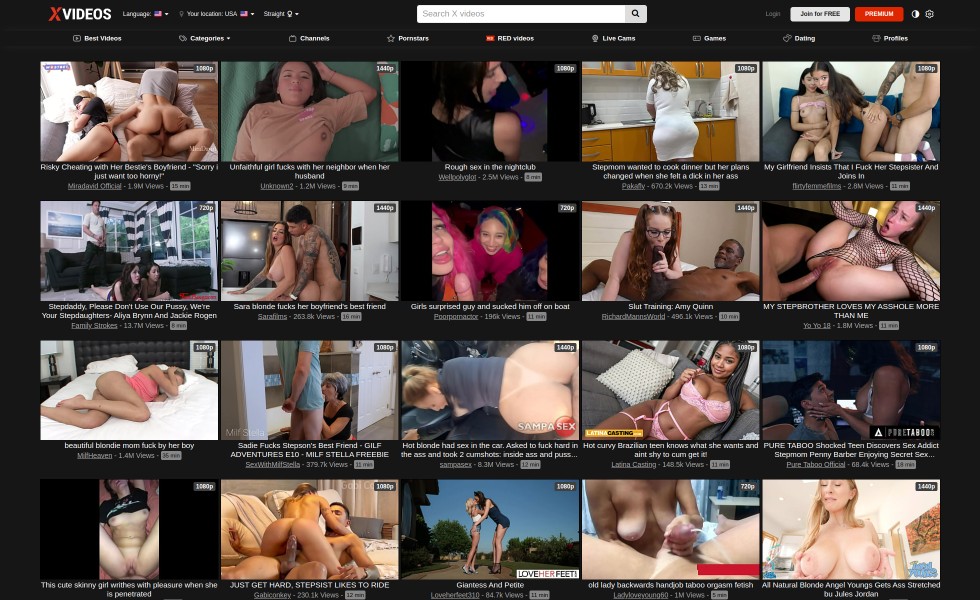 XVIDEOS
Language:
Your location: USA
Straight
Search X videos
Login
Join for FREE
PREMIUM
Best Videos
Categories
Channels
Pornstars
RED videos
Live Cams
Games
Dating
Profiles
1080p
1440p
1080p
1080p
1080p
Risky Cheating with Her Bestie's Boyfriend - "Sorry i
just want too horny!"
Miradavid Official - 1.9M Views - 15 min
Unfaithful girl fucks with her neighbor when her
husband
Unknown2 - 1.2M Views - 9 min
Rough sex in the nightclub
Wellpolyglot - 2.5M Views - 8 min
Stepmom wanted to cook dinner but her plans
changed when she felt a dick in her ass
Pakafly - 670.2k Views - 13 min
My Girlfriend Insists That I Fuck Her Stepsister And
Joins In
flirtyfemmefilms - 2.8M Views - 11 min
720p
1440p
720p
1440p
1440p
Stepdaddy, Please Don't Use Our Pussy, We're
Your Stepdaughters- Aliya Brynn And Jackie Rogen
Family Strokes - 13.7M Views - 8 min
Sara blonde fucks her boyfriend's best friend
Sarafilms - 263.8k Views - 16 min
Girls surprised guy and sucked him off on boat
Poorpornactor - 196k Views - 11 min
Slut Training: Amy Quinn
RichardMannsWorld - 496.1k Views - 10 min
MY STEPBROTHER LOVES MY ASSHOLE MORE
THAN ME
Yo Yo 18 - 1.8M Views - 11 min
1080p
1080p
Milf Stella
1440p
SAMPA SEX
1080p
LATINA CASTING
1080p
PURETABOO
beautiful blondie mom fuck by her boy
MilfHeaven - 1.4M Views - 35 min
Sadie Fucks Stepson's Best Friend - GILF
ADVENTURES E10 - MILF STELLA FREEBIE
SexWithMilfStella - 379.7k Views - 11 min
Hot blonde had sex in the car. Asked to fuck hard in
the ass and took 2 cumshots: inside ass and puss...
sampasex - 8.3M Views - 12 min
Hot curvy Brazilian teen knows what she wants and
aint shy to cum get it!
Latina Casting - 148.5k Views - 11 min
PURE TABOO Shocked Teen Discovers Sex Addict
Stepmom Penny Barber Enjoying Secret Sex...
Pure Taboo Official - 68.4k Views - 18 min
1080p
1080p
1080p
LOVEHERFEET!
720p
1440p
This cute skinny girl writhes with pleasure when she
is penetrated
JUST GET HARD, STEPSIST LIKES TO RIDE
Gabiconkey - 230.1k Views - 12 min
Giantess And Petite
Loveherfeet310 - 84.7k Views - 11 min
old lady backwards handjob taboo orgasm fetish
Ladyloveyoung60 - 1M Views - 5 min
All Natural Blonde Angel Youngs Gets Ass Stretched
by Jules Jordan